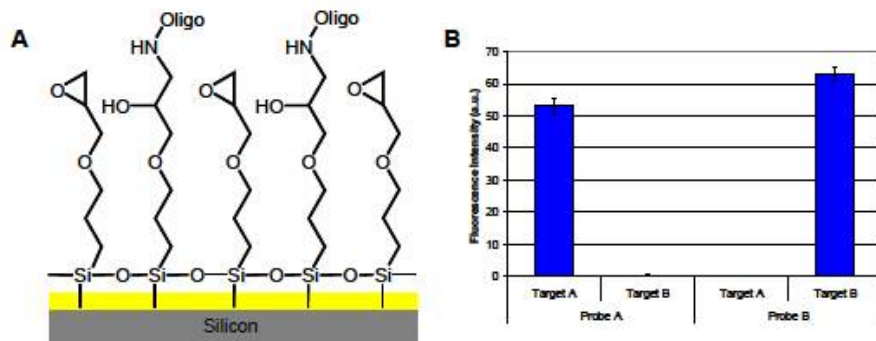 A
Oligo
Oligo
HN
HN
O
HO
O
HO
O
O
O
O
O
O
Si
O
Si
O
Si
O
Si
O
Si
Silicon
B
Fluorescence Intensity (a.u.)
70
60
50
40
30
20
10
0
Target A
Target B
Target A
Target B
Probe A
Probe B